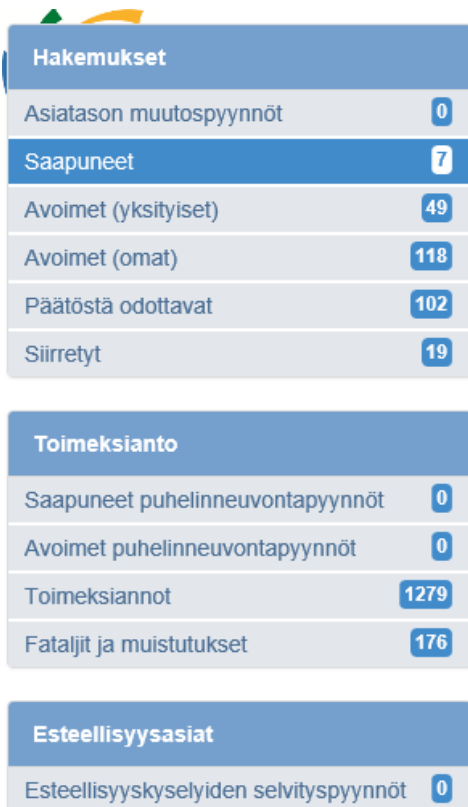 Hakemukset
Asiatason muutospyynnöt 0
Saapuneet 7
Avoimet (yksityiset) 49
Avoimet (omat) 118
Päätöstä odottavat 102
Siirretyt 19
Toimeksianto
Saapuneet puhelinneuvontapyynnöt 0
Avoimet puhelinneuvontapyynnöt 0
Toimeksiannot 1279
Fataljit ja muistutukset 176
Esteellisyysasiat
Esteellisyyskyselyiden selvityspyynnöt 0